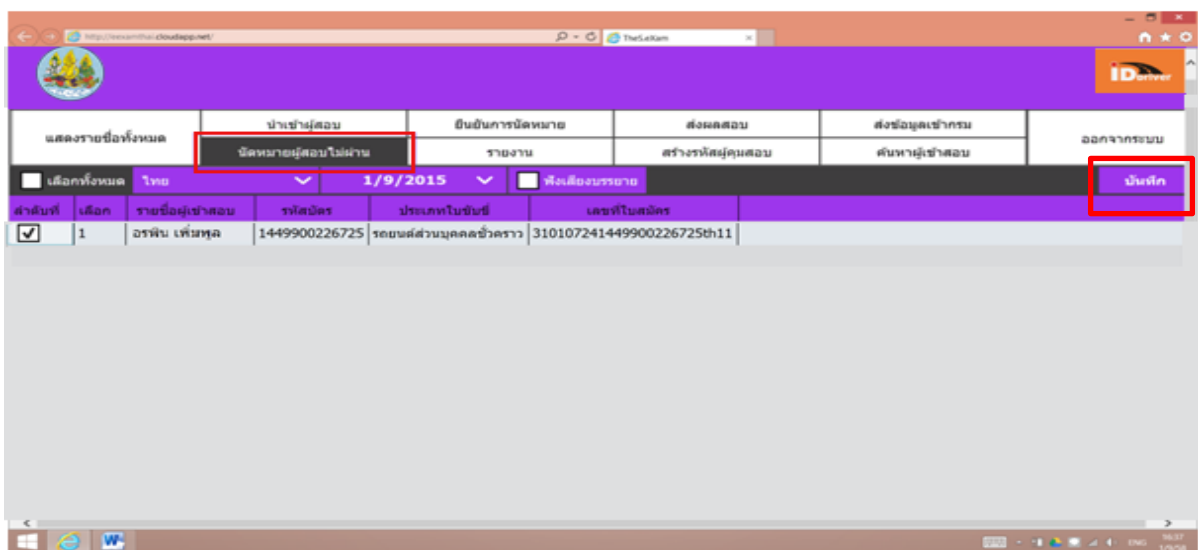 http://eexamthai.cloudapp.net/
TheS.eXam
iDriver
แสดงรายชื่อทั้งหมด
นำเข้าผู้สอบ
ยืนยันการนัดหมาย
ส่งผลสอบ
ส่งข้อมูลเข้ากรม
ออกจากระบบ
นัดหมายผู้สอบไม่ผ่าน
รายงาน
สร้างรหัสผู้คุมสอบ
ค้นหาผู้เข้าสอบ
เลือกทั้งหมด
ไทย
1/9/2015
ฟังเสียงบรรยาย
บันทึก
ลำดับที่ เลือก รายชื่อผู้เข้าสอบ รหัสบัตร ประเภทใบขับขี่ เลขที่ใบสมัคร
1 อรพิน เพิ่มพูล 1449900226725 รถยนต์ส่วนบุคคลชั่วคราว 310107241449900226725th11
ENG
16:37